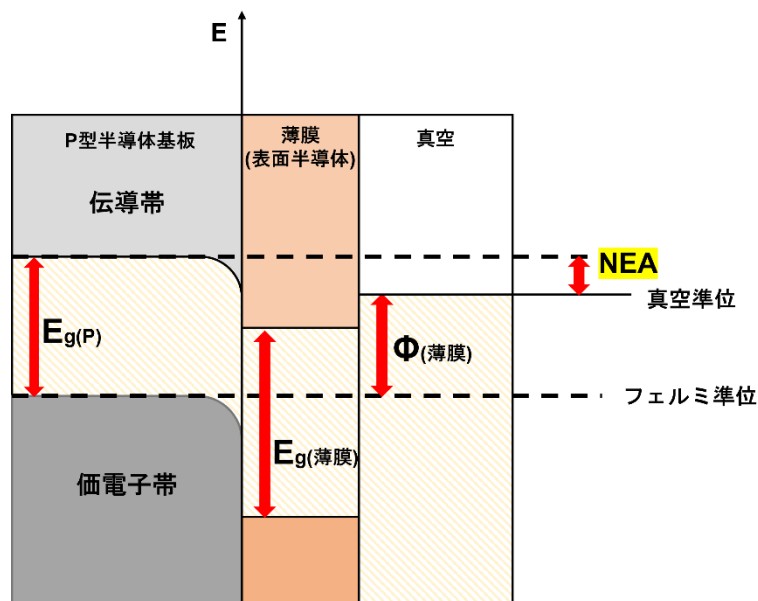 E
P型半導体基板
伝導帯
薄膜
(表面半導体)
真空
NEA
真空準位
Eg(P)
Φ(薄膜)
フェルミ準位
Eg(薄膜)
価電子帯